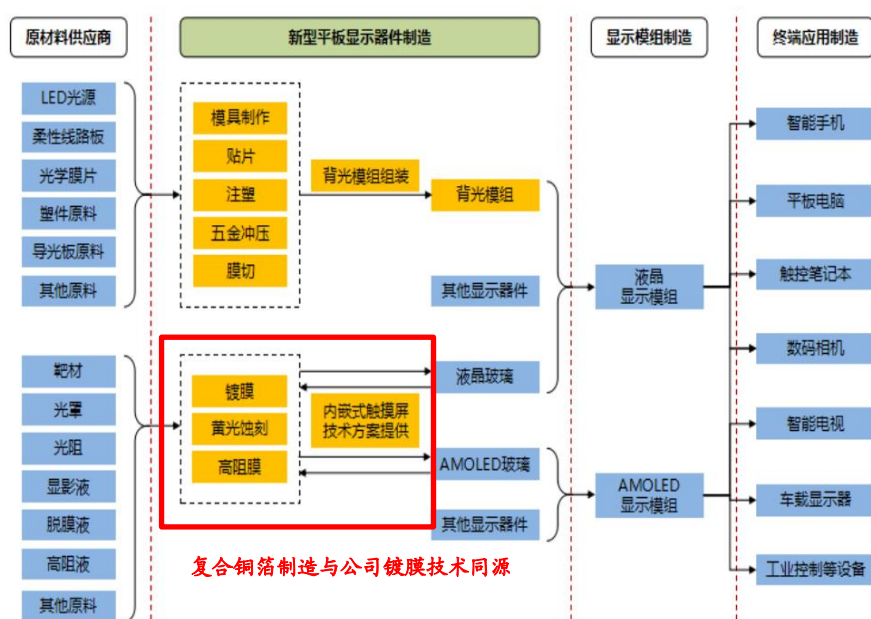 原材料供应商
新型平板显示器件制造
显示模组制造
终端应用制造
LED光源
柔性线路板
光学膜片
塑件原料
导光板原料
其他原料
模具制作
贴片
注塑
五金冲压
膜切
背光模组组装
背光模组
其他显示器件
液晶
显示模组
智能手机
平板电脑
触控笔记本
数码相机
智能电视
车载显示器
工业控制等设备
靶材
光罩
光阻
显影液
脱膜液
高阻液
其他原料
镀膜
黄光蚀刻
高阻膜
内嵌式触摸屏
技术方案提供
液晶玻璃
AMOLED玻璃
其他显示器件
AMOLED
显示模组
复合铜箔制造与公司镀膜技术同源